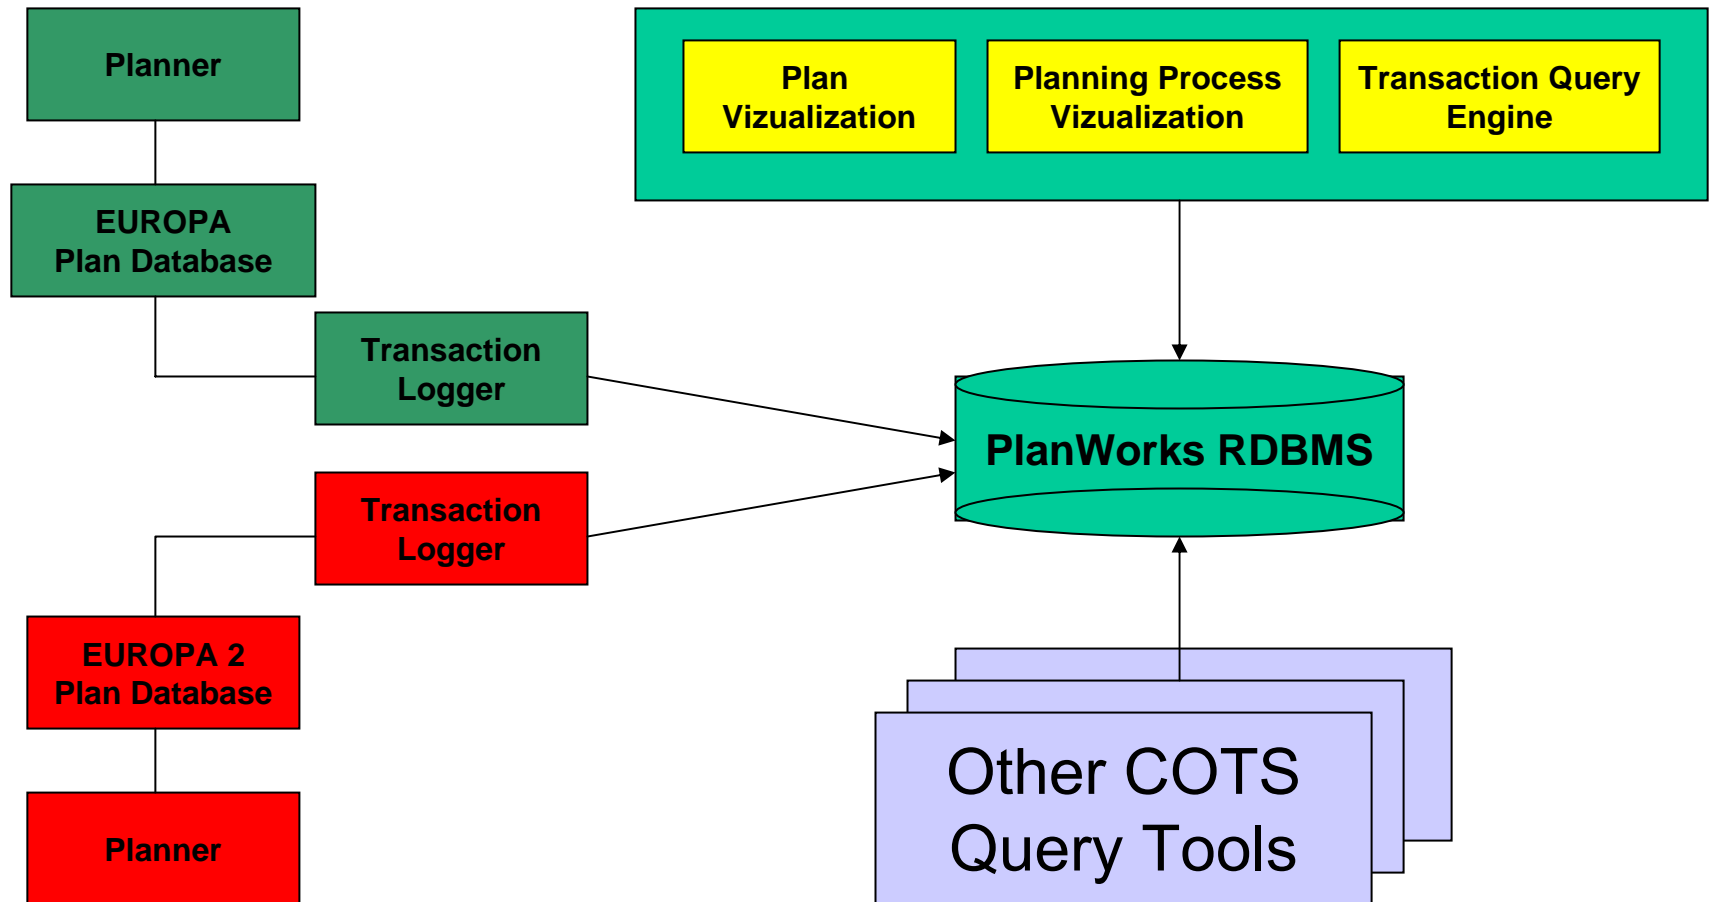 Planner
Plan
Vizualization
Planning Process
Vizualization
Transaction Query
Engine
EUROPA
Plan Database
Transaction
Logger
PlanWorks RDBMS
Transaction
Logger
EUROPA 2
Plan Database
Planner
Other COTS
Query Tools